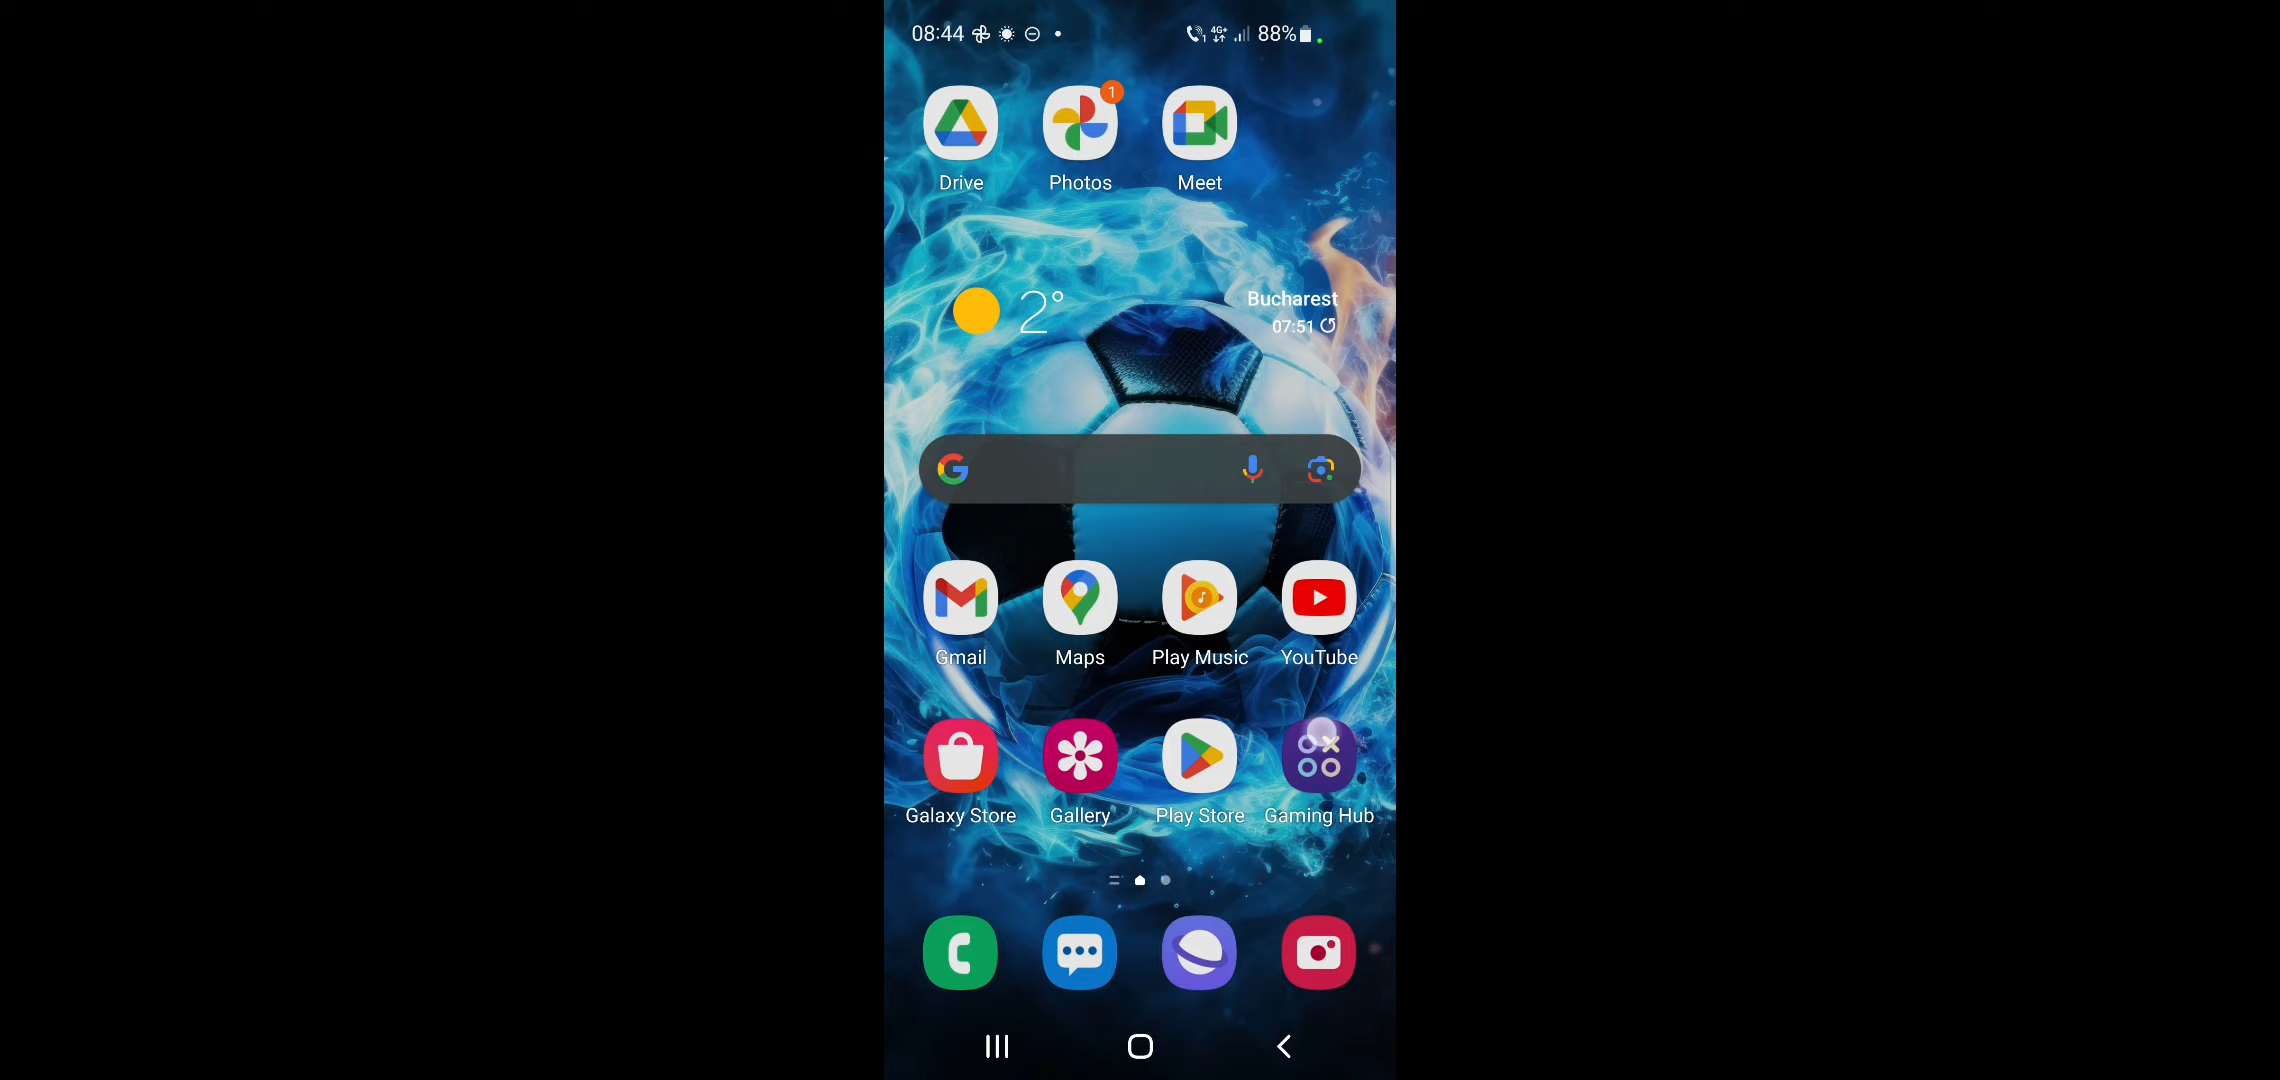 08:44 4G+ 88%
1
Drive Photos Meet
2° Bucharest
07:51
Gmail Maps Play Music YouTube
Galaxy Store Gallery Play Store Gaming Hub